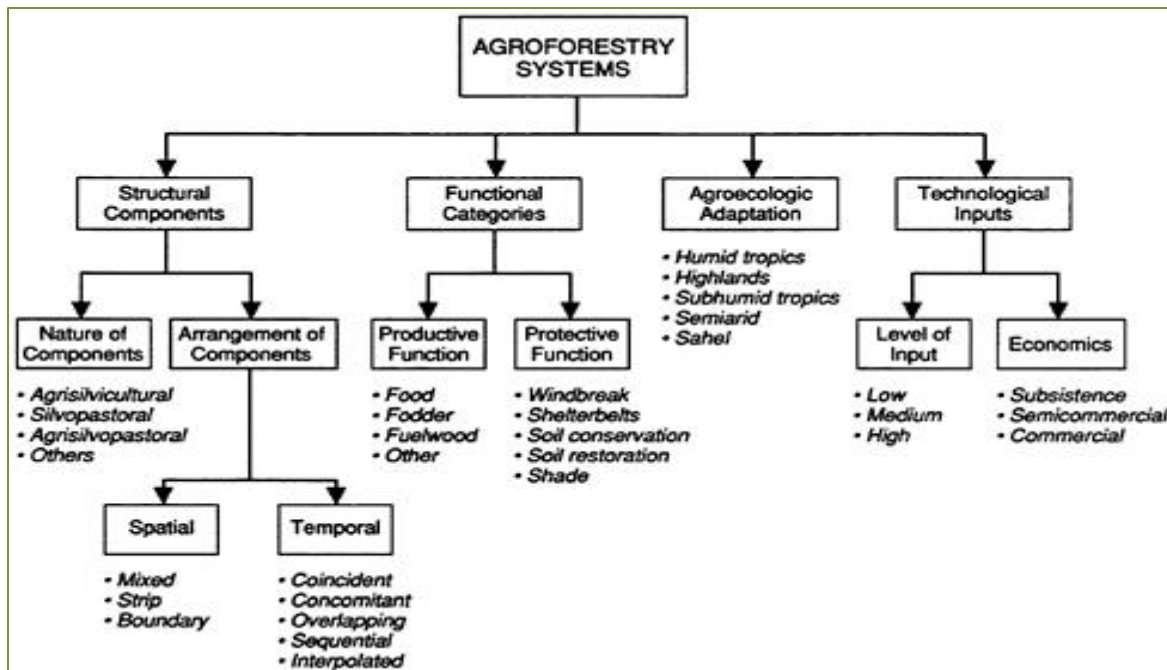 AGROFORESTRY
SYSTEMS
Structural
Components
Functional
Categories
Agroecologic
Adaptation
Technological
Inputs
• Humid tropics
• Highlands
• Subhumid tropics
• Semiarid
• Sahel
Nature of
Components
Arrangement of
Components
Productive
Function
Protective
Function
Level of
Input
Economics
• Agrisilvicultural
• Silvopastoral
• Agrisilvopastoral
• Others
• Food
• Fodder
• Fuelwood
• Other
• Windbreak
• Shelterbelts
• Soil conservation
• Soil restoration
• Shade
• Low
• Medium
• High
• Subsistence
• Semicommercial
• Commercial
Spatial
Temporal
• Mixed
• Strip
• Boundary
• Coincident
• Concomitant
• Overlapping
• Sequential
• Interpolated